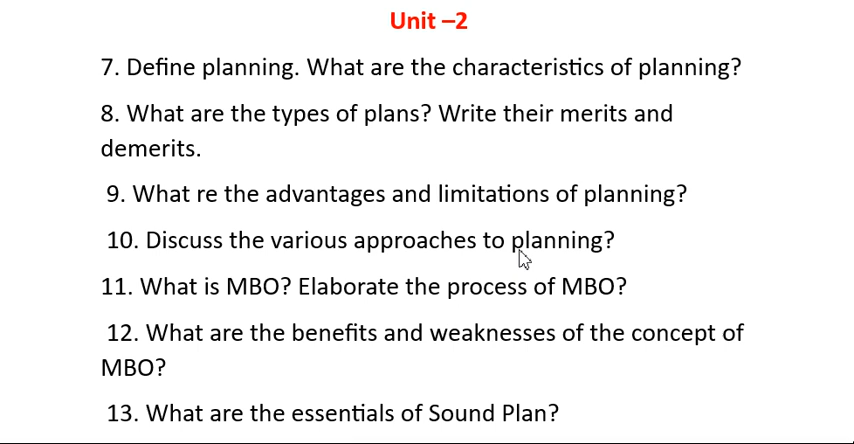 Unit –2
7. Define planning. What are the characteristics of planning?
8. What are the types of plans? Write their merits and
demerits.
9. What re the advantages and limitations of planning?
10. Discuss the various approaches to planning?
11. What is MBO? Elaborate the process of MBO?
12. What are the benefits and weaknesses of the concept of
MBO?
13. What are the essentials of Sound Plan?